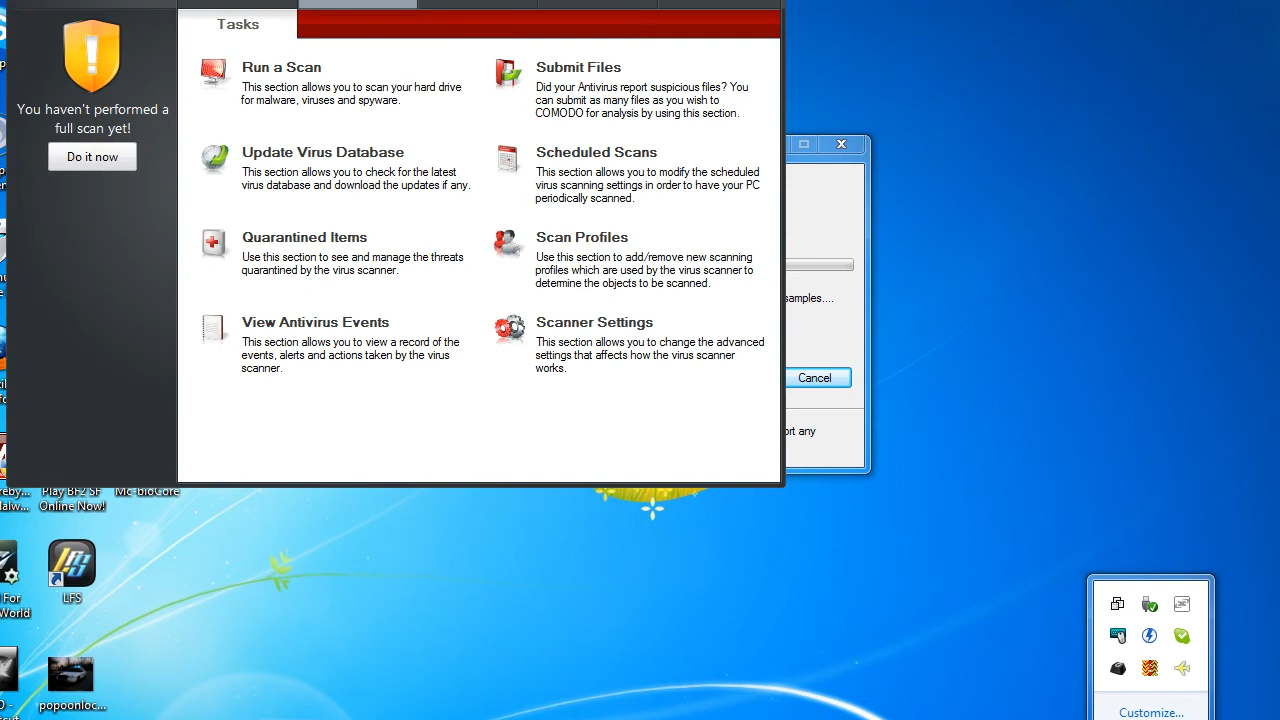 Tasks
You haven't performed a
full scan yet!
Do it now
Run a Scan
This section allows you to scan your hard drive
for malware, viruses and spyware.
Submit Files
Did your Antivirus report suspicious files? You
can submit as many files as you wish to
COMODO for analysis by using this section.
Update Virus Database
This section allows you to check for the latest
virus database and download the updates if any.
Scheduled Scans
This section allows you to modify the scheduled
virus scanning settings in order to have your PC
periodically scanned.
Quarantined Items
Use this section to see and manage the threats
quarantined by the virus scanner.
Scan Profiles
Use this section to add/remove new scanning
profiles which are used by the virus scanner to
determine the objects to be scanned.
View Antivirus Events
This section allows you to view a record of the
events, alerts and actions taken by the virus
scanner.
Scanner Settings
This section allows you to change the advanced
settings that affects how the virus scanner
works.
samples....
Cancel
ort any
Play BF2 SF
Online Now!
Mc-bioCore
LFS
For
World
popoonloc...
Customize...